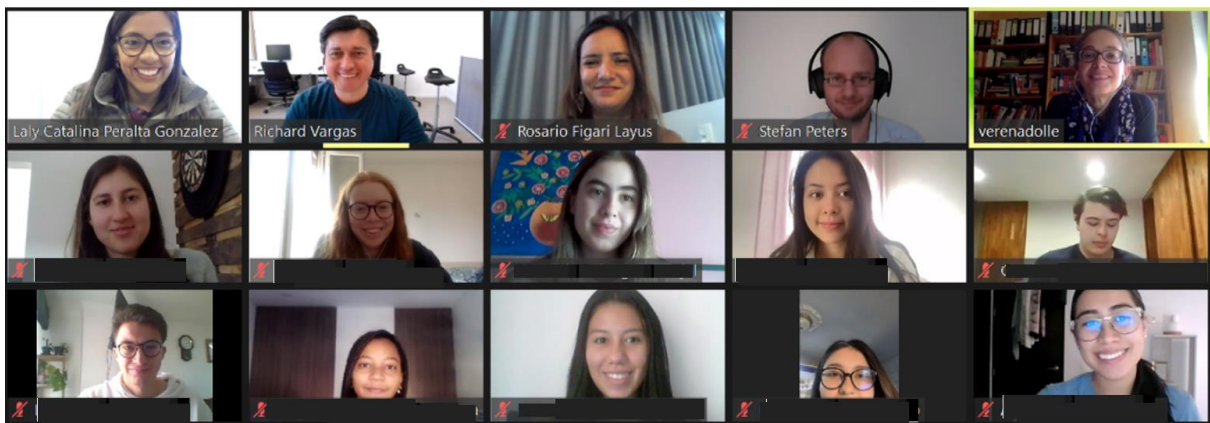 Laly Catalina Peralta Gonzalez
Richard Vargas
Rosario Figari Layus
Stefan Peters
verenadolle